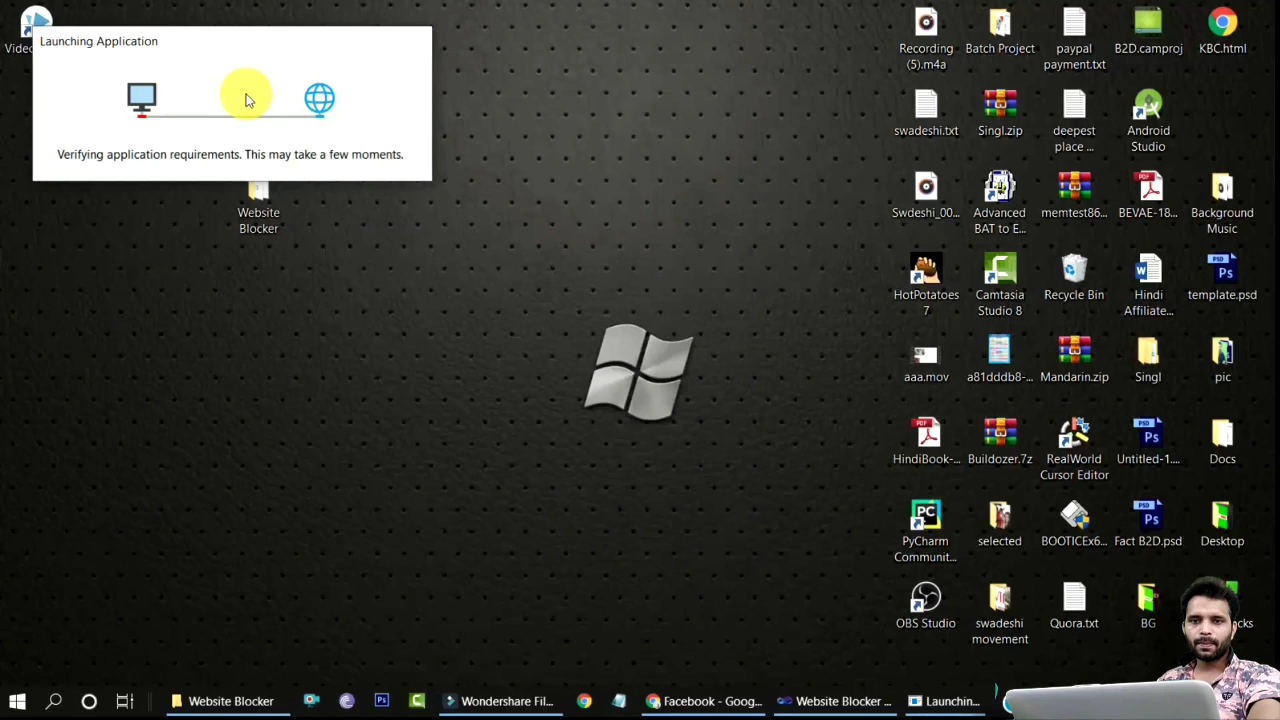 Launching Application
Verifying application requirements. This may take a few moments.
Website
Blocker
Recording
(5).m4a
Batch Project
paypal
payment.txt
B2D.camproj
KBC.html
swadeshi.txt
Singl.zip
deepest
place ...
Android
Studio
Swdeshi_00...
Advanced
BAT to E...
memtest86...
BEVAE-18...
Background
Music
HotPotatoes
7
Camtasia
Studio 8
Recycle Bin
Hindi
Affiliate...
template.psd
aaa.mov
a81dddb8-...
Mandarin.zip
Singl
pic
HindiBook-...
Buildozer.7z
RealWorld
Cursor Editor
Untitled-1....
Docs
PyCharm
Communit...
selected
BOOTICEx6...
Fact B2D.psd
Desktop
OBS Studio
swadeshi
movement
Quora.txt
BG
Website Blocker
Wondershare Fil...
Facebook - Goog...
Website Blocker ...
Launchin...